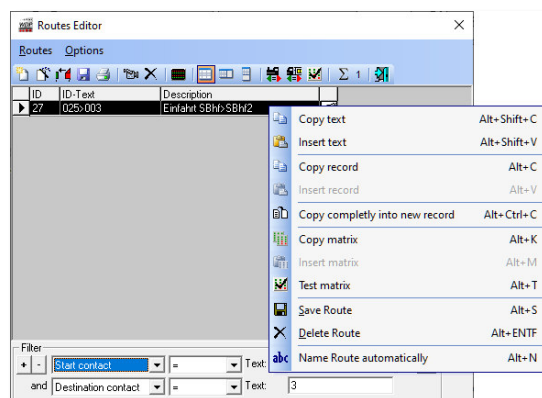 Routes Editor
Routes Options
Σ 1
ID ID-Text Description
27 025>003 Einfahrt SBhf>SBhf2
Copy text Alt+Shift+C
Insert text Alt+Shift+V
Copy record Alt+C
Insert record Alt+V
Copy completly into new record Alt+Ctrl+C
Copy matrix Alt+K
Insert matrix Alt+M
Test matrix Alt+T
Save Route Alt+S
Delete Route Alt+ENTF
abc Name Route automatically Alt+N
Filter
+ - Start contact = Text:
and Destination contact = Text: 3